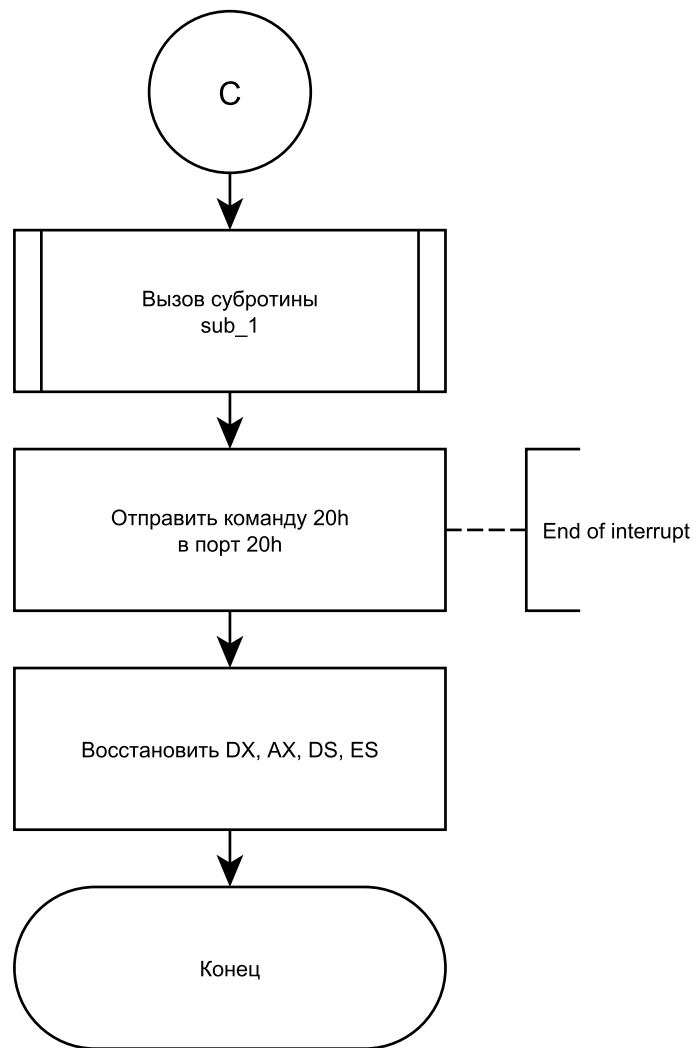 C
Вызов субротины
sub_1
Отправить команду 20h
в порт 20h
End of interrupt
Восстановить DX, AX, DS, ES
Конец